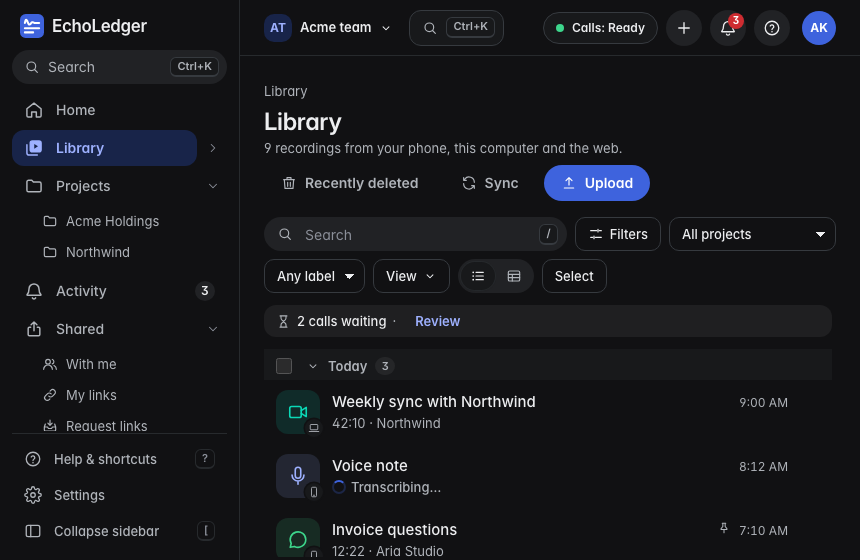 EchoLedger
Search Ctrl+K
Home
Library
Projects
Acme Holdings
Northwind
Activity 3
Shared
With me
My links
Request links
Help & shortcuts ?
Settings
Collapse sidebar [
AT Acme team Ctrl+K Calls: Ready 3 AK
Library
Library
9 recordings from your phone, this computer and the web.
Recently deleted Sync Upload
Search / Filters All projects
Any label View Select
2 calls waiting · Review
Today 3
Weekly sync with Northwind 9:00 AM
42:10 · Northwind
Voice note 8:12 AM
Transcribing...
Invoice questions 7:10 AM
12:22 · Aria Studio